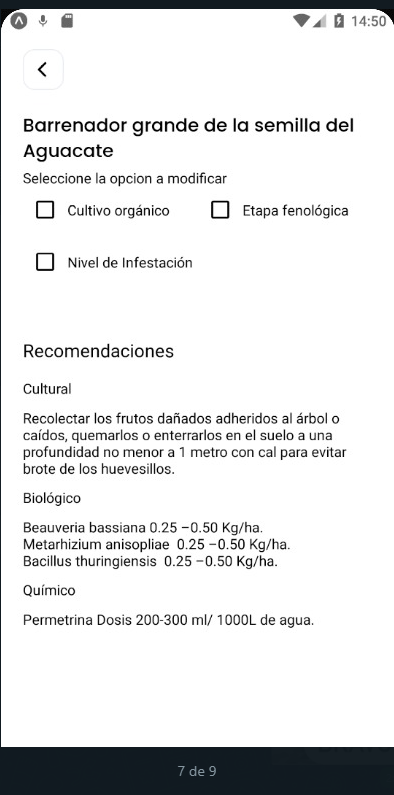 14:50
Barrenador grande de la semilla del
Aguacate
Seleccione la opcion a modificar
Cultivo orgánico
Etapa fenológica
Nivel de Infestación
Recomendaciones
Cultural
Recolectar los frutos dañados adheridos al árbol o
caídos, quemarlos o enterrarlos en el suelo a una
profundidad no menor a 1 metro con cal para evitar
brote de los huevesillos.
Biológico
Beauveria bassiana 0.25 –0.50 Kg/ha.
Metarhizium anisopliae  0.25 –0.50 Kg/ha.
Bacillus thuringiensis  0.25 –0.50 Kg/ha.
Químico
Permetrina Dosis 200-300 ml/ 1000L de agua.
7 de 9